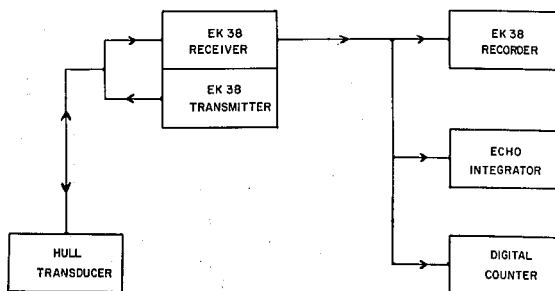 EK 38
RECEIVER
EK 38
TRANSMITTER
EK 38
RECORDER
ECHO
INTEGRATOR
HULL
TRANSDUCER
DIGITAL
COUNTER